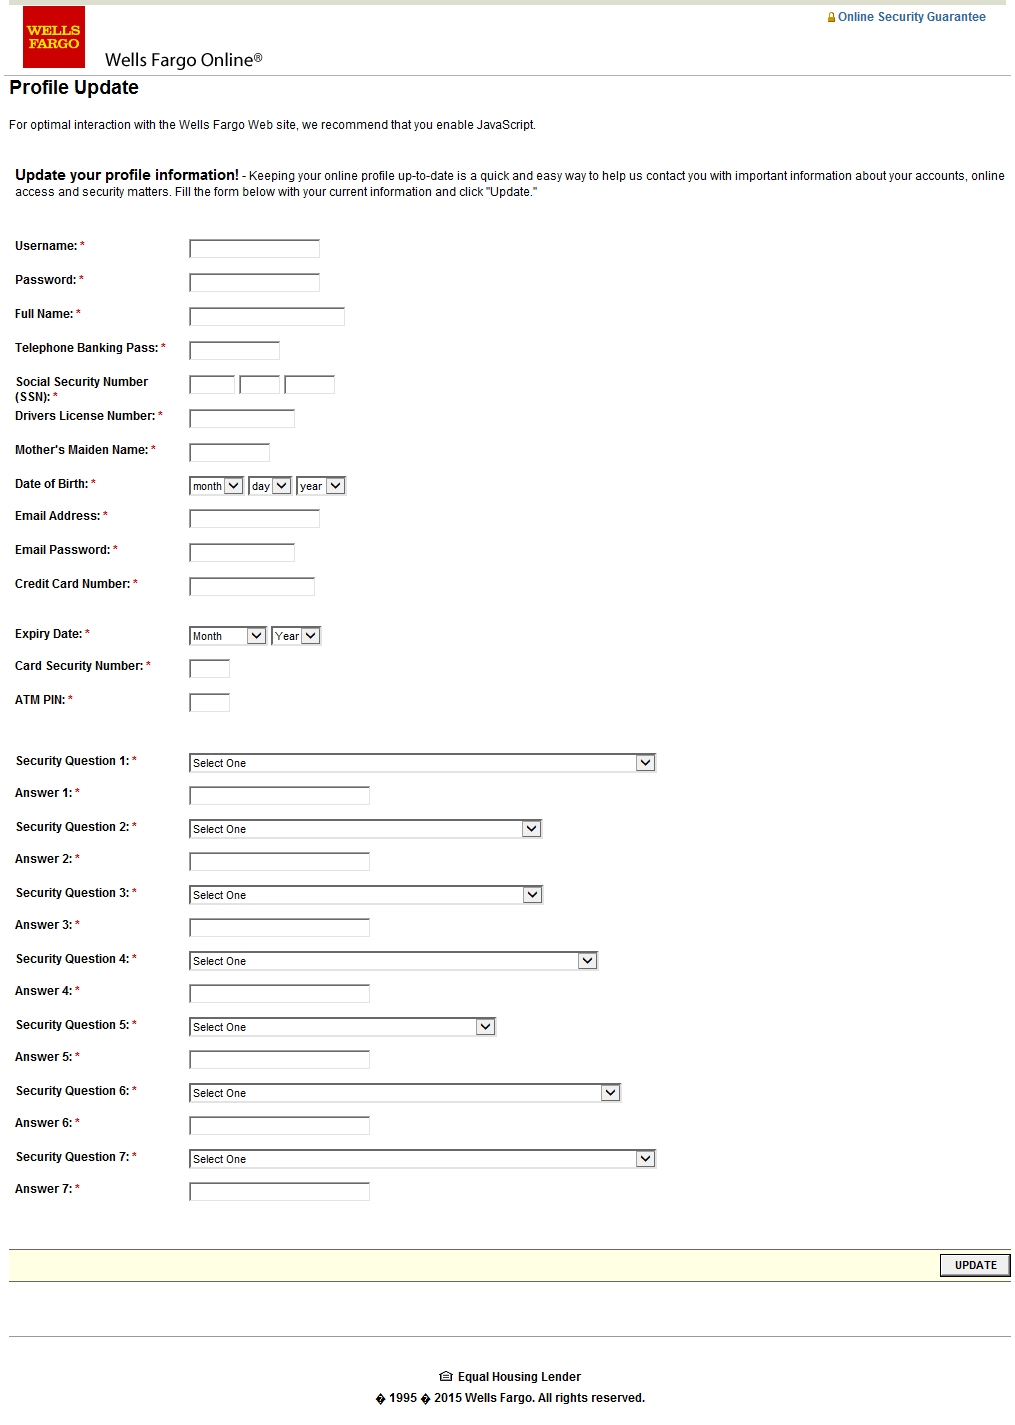 WELLS
FARGO
Wells Fargo Online®
Online Security Guarantee
Profile Update
For optimal interaction with the Wells Fargo Web site, we recommend that you enable JavaScript.
Update your profile information! - Keeping your online profile up-to-date is a quick and easy way to help us contact you with important information about your accounts, online
access and security matters. Fill the form below with your current information and click "Update."
Username: *
Password: *
Full Name: *
Telephone Banking Pass: *
Social Security Number
(SSN): *
Drivers License Number: *
Mother's Maiden Name: *
Date of Birth: * month day year
Email Address: *
Email Password: *
Credit Card Number: *
Expiry Date: * Month Year
Card Security Number: *
ATM PIN: *
Security Question 1: * Select One
Answer 1: *
Security Question 2: * Select One
Answer 2: *
Security Question 3: * Select One
Answer 3: *
Security Question 4: * Select One
Answer 4: *
Security Question 5: * Select One
Answer 5: *
Security Question 6: * Select One
Answer 6: *
Security Question 7: * Select One
Answer 7: *
UPDATE
Equal Housing Lender
� 1995 � 2015 Wells Fargo. All rights reserved.